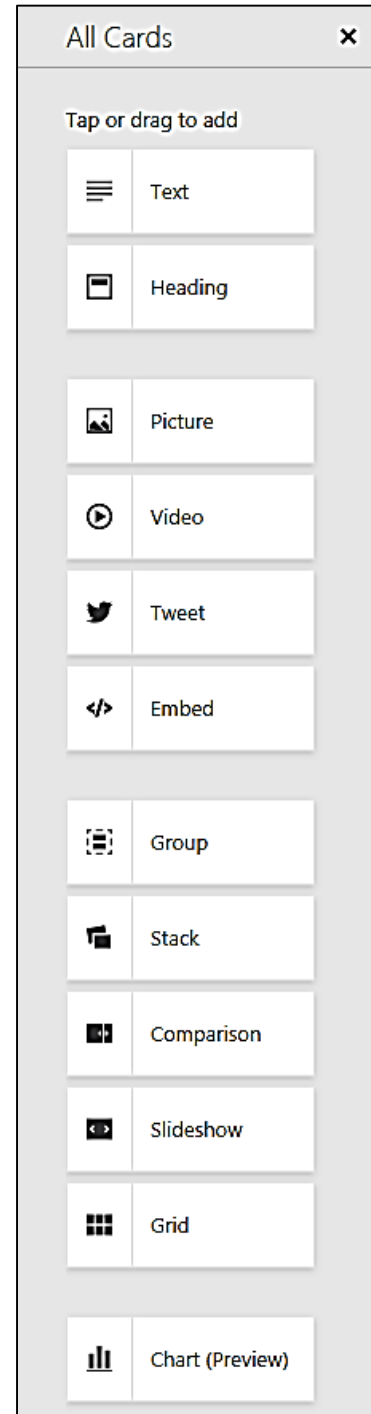 All Cards
Tap or drag to add
Text
Heading
Picture
Video
Tweet
Embed
Group
Stack
Comparison
Slideshow
Grid
Chart (Preview)